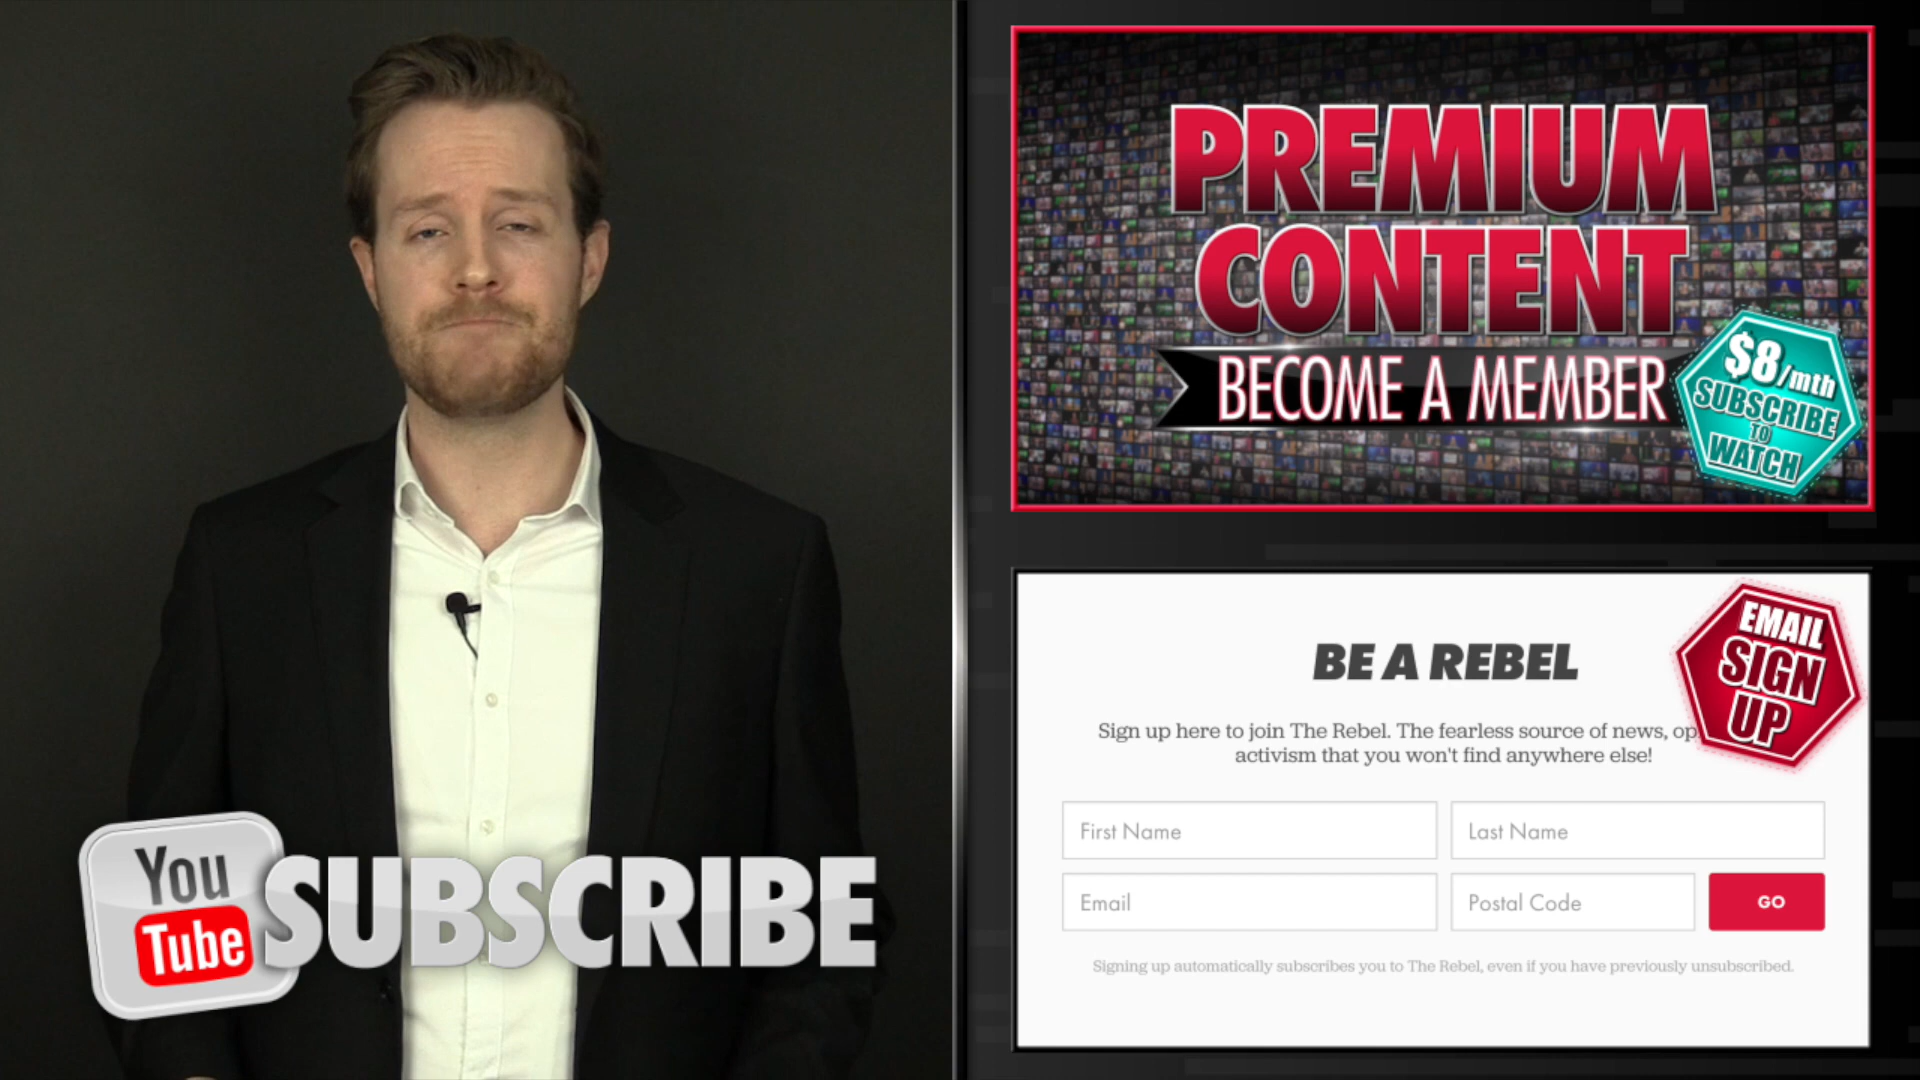 You
Tube
SUBSCRIBE
PREMIUM
CONTENT
BECOME A MEMBER
$8/mth
SUBSCRIBE
TO
WATCH
EMAIL
SIGN
UP
BE A REBEL
Sign up here to join The Rebel. The fearless source of news,
activism that you won't find anywhere else!
First Name
Last Name
Email
Postal Code
GO
Signing up automatically subscribes you to The Rebel, even if you have previously unsubscribed.